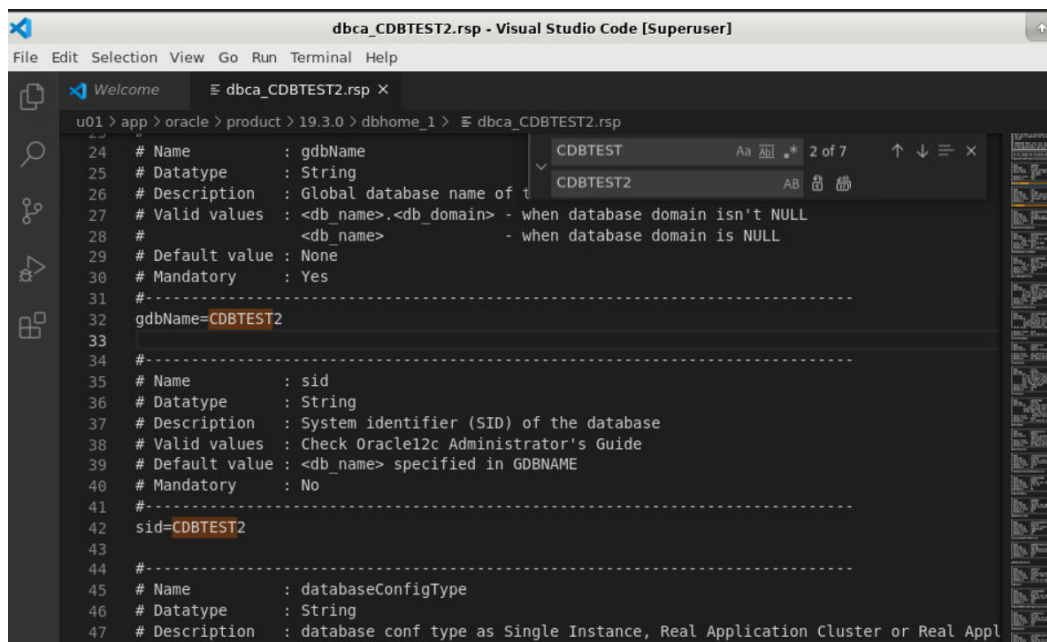 dbca_CDBTEST2.rsp - Visual Studio Code [Superuser]
File Edit Selection View Go Run Terminal Help
Welcome dbca_CDBTEST2.rsp ×
u01 > app > oracle > product > 19.3.0 > dbhome_1 > dbca_CDBTEST2.rsp
CDBTEST Aa Ab .* 2 of 7
CDBTEST2 AB
23 #
24 # Name : gdbName
25 # Datatype : String
26 # Description : Global database name of t
27 # Valid values : <db_name>.<db_domain> - when database domain isn't NULL
28 # <db_name> - when database domain is NULL
29 # Default value : None
30 # Mandatory : Yes
31 #-----------------------------------------------------------------------------
32 gdbName=CDBTEST2
33
34 #-----------------------------------------------------------------------------
35 # Name : sid
36 # Datatype : String
37 # Description : System identifier (SID) of the database
38 # Valid values : Check Oracle12c Administrator's Guide
39 # Default value : <db_name> specified in GDBNAME
40 # Mandatory : No
41 #-----------------------------------------------------------------------------
42 sid=CDBTEST2
43
44 #-----------------------------------------------------------------------------
45 # Name : databaseConfigType
46 # Datatype : String
47 # Description : database conf type as Single Instance, Real Application Cluster or Real Appl